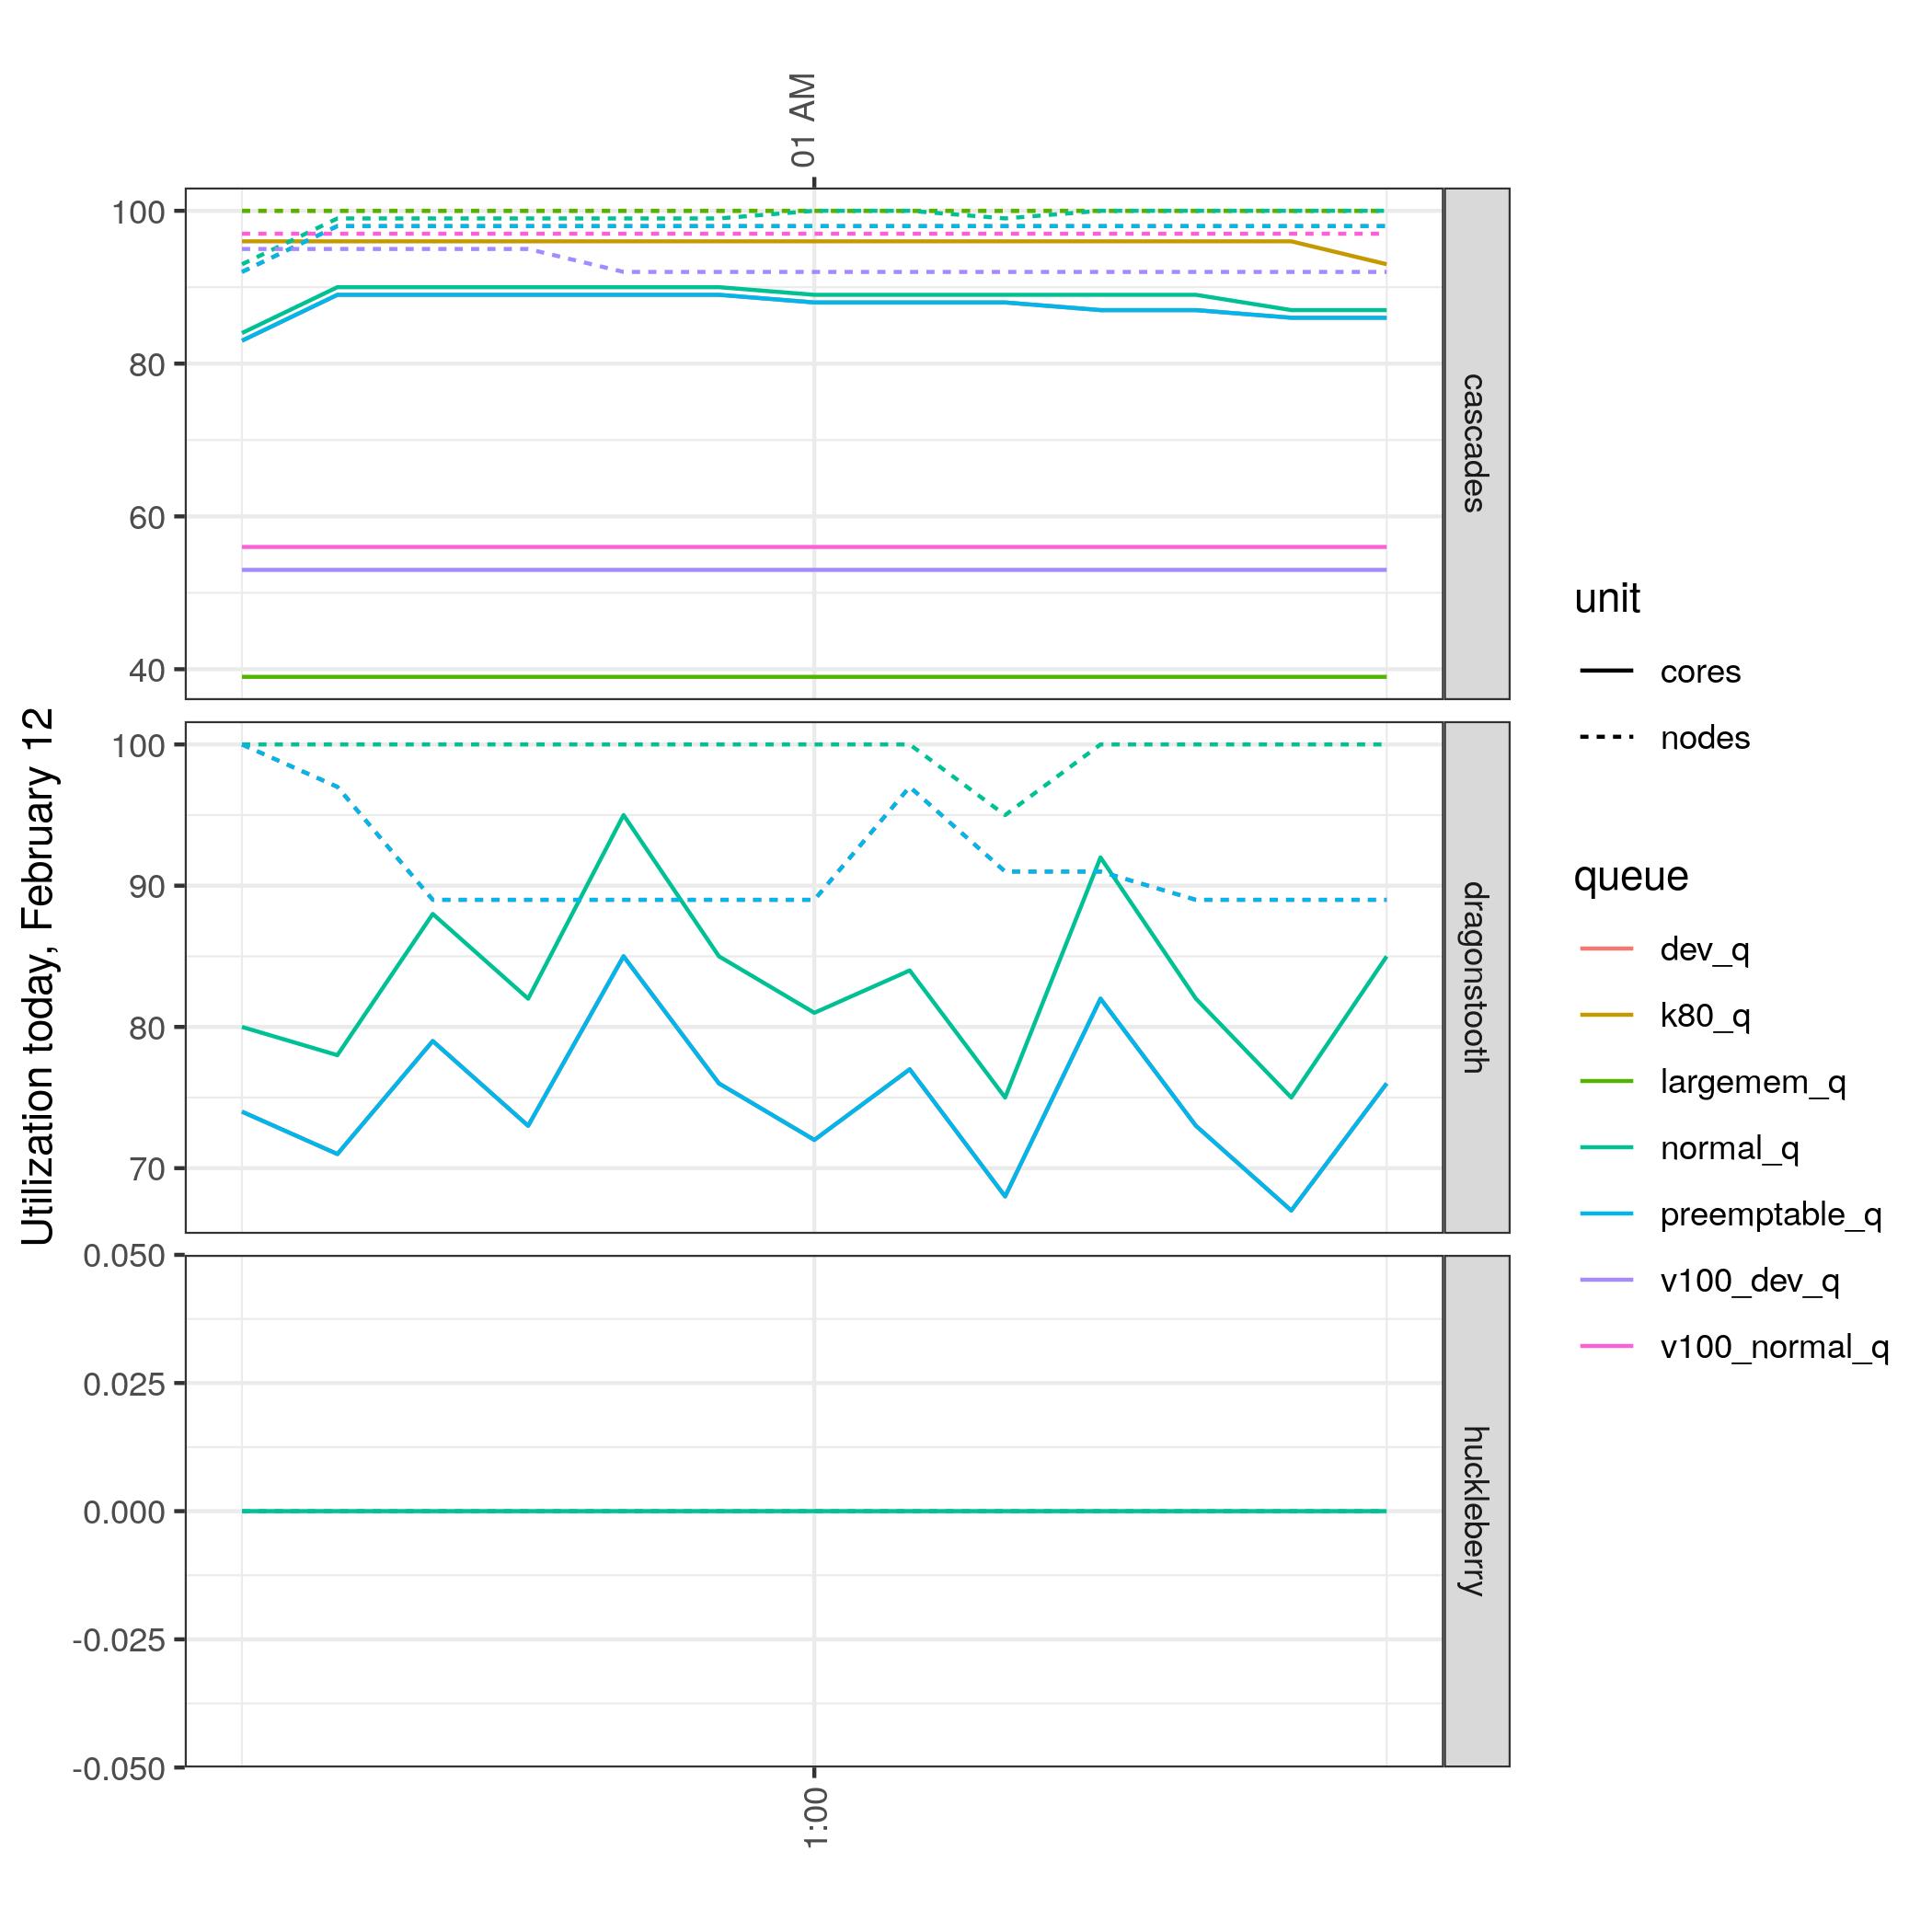 01 AM
Utilization today, February 12
100
80
60
40
cascades
100
90
80
70
dragonstooth
0.050
0.025
0.000
-0.025
-0.050
huckleberry
1:00
unit
cores
nodes
queue
dev_q
k80_q
largemem_q
normal_q
preemptable_q
v100_dev_q
v100_normal_q